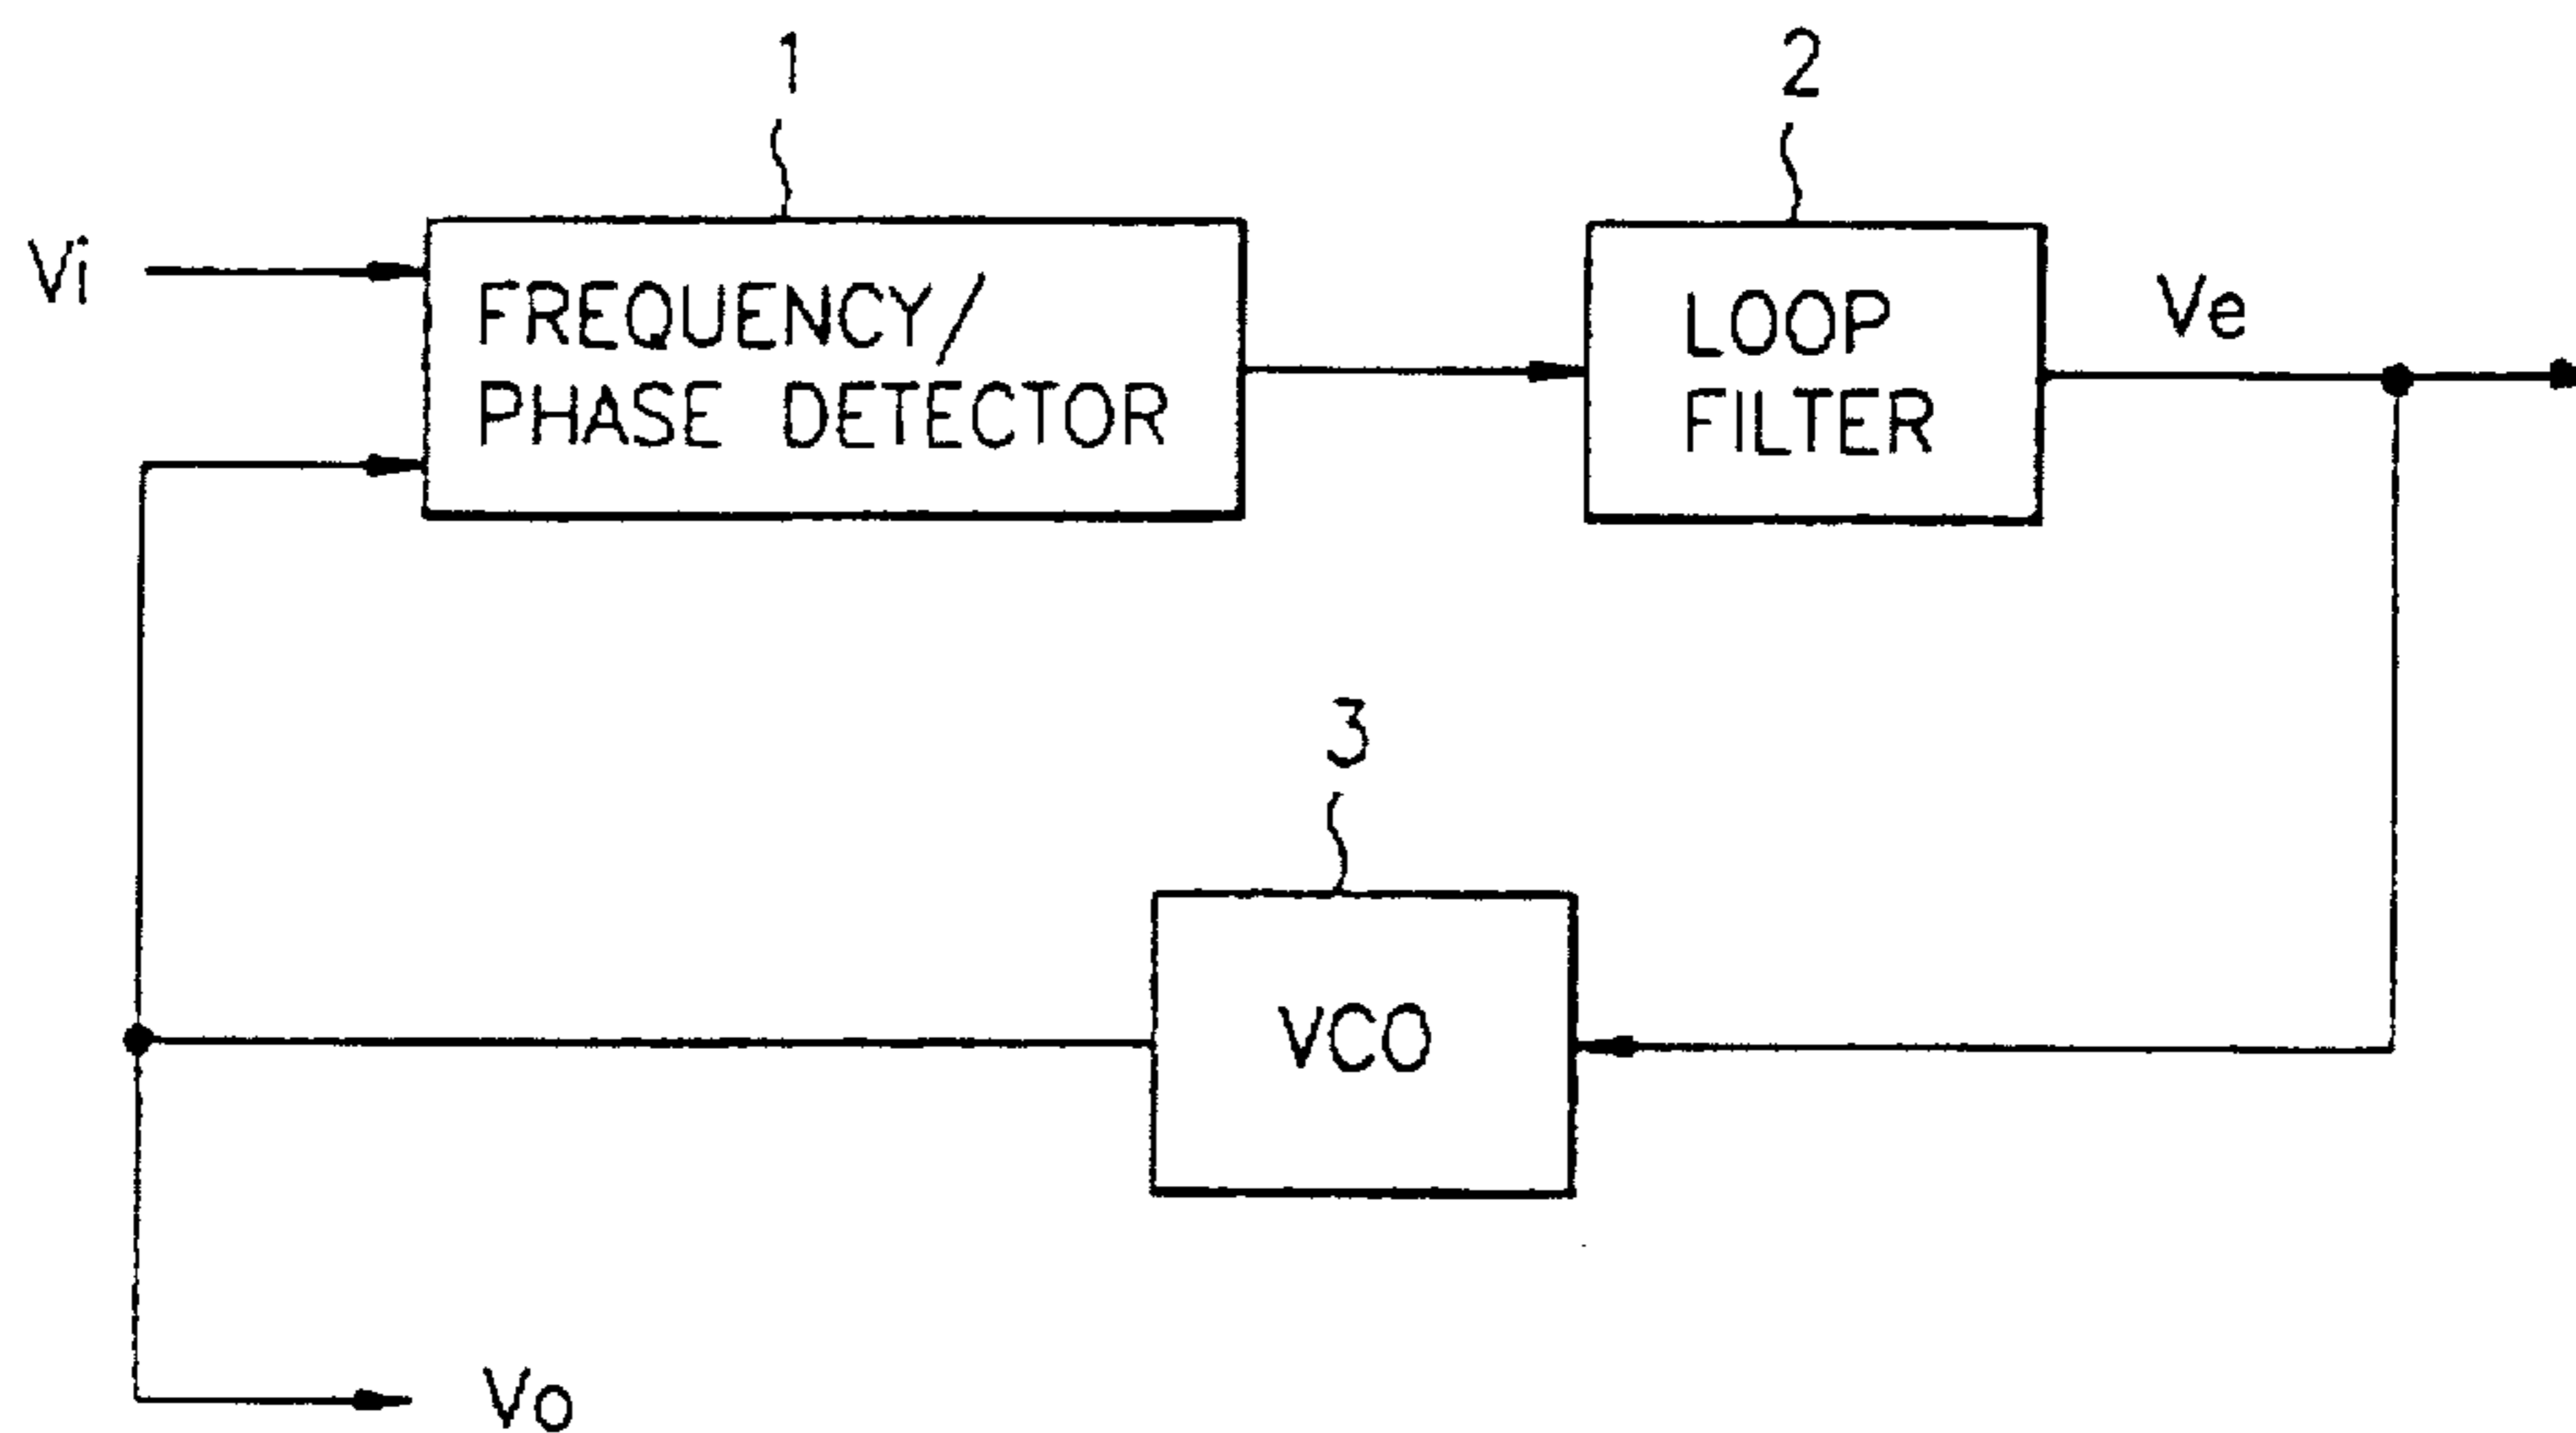 1
2
Vi
FREQUENCY/
PHASE DETECTOR
LOOP
FILTER
Ve
3
VCO
Vo